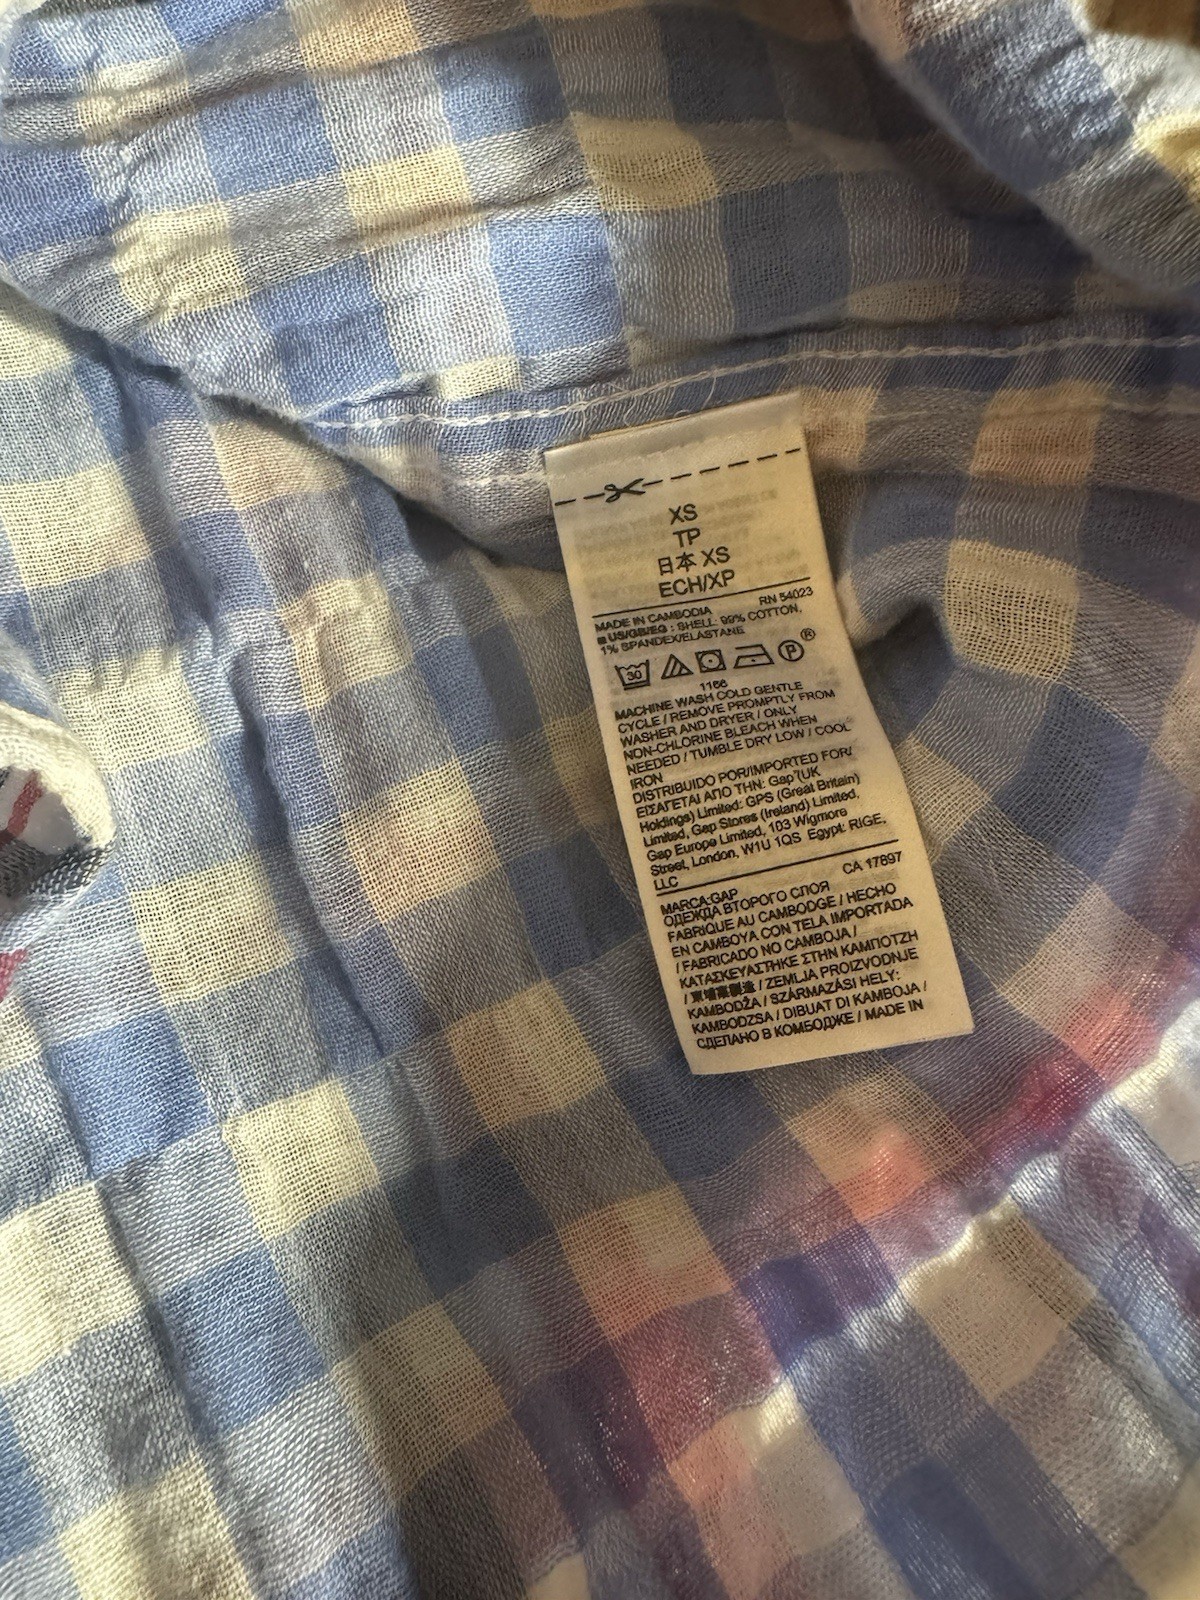 XS
TP
日本 XS
ECH/XP
MADE IN CAMBODIA RN 54023
US/GB/EG : SHELL: 99% COTTON,
1% SPANDEX/ELASTANE
30 P ®
1166
MACHINE WASH COLD GENTLE
CYCLE / REMOVE PROMPTLY FROM
WASHER AND DRYER / ONLY
NON-CHLORINE BLEACH WHEN
NEEDED / TUMBLE DRY LOW / COOL
IRON
DISTRIBUIDO POR/IMPORTED FOR/
ΕΙΣΑΓΕΤΑΙ ΑΠΟ ΤΗΝ: Gap UK
Holdings) Limited: GPS (Great Britain)
Limited, Gap Stores (Ireland) Limited,
Gap Europe Limited, 103 Wigmore
Street, London, W1U 1QS Egypt: RIGE,
LLC
CA 17897
MARCA:GAP
ОДЕЖДА ВТОРОГО СЛОЯ
FABRIQUE AU CAMBODGE / HECHO
EN CAMBOYA CON TELA IMPORTADA
/ FABRICADO NO CAMBOJA /
ΚΑΤΑΣΚΕΥΑΣΤΗΚΕ ΣΤΗΝ ΚΑΜΠΟΤΖΗ
/ 柬埔寨製造 / ZEMLJA PROIZVODNJE
KAMBODŽA / SZÁRMAZÁSI HELY:
KAMBODZSA / DIBUAT DI KAMBOJA /
СДЕЛАНО В КОМБОДЖЕ / MADE IN